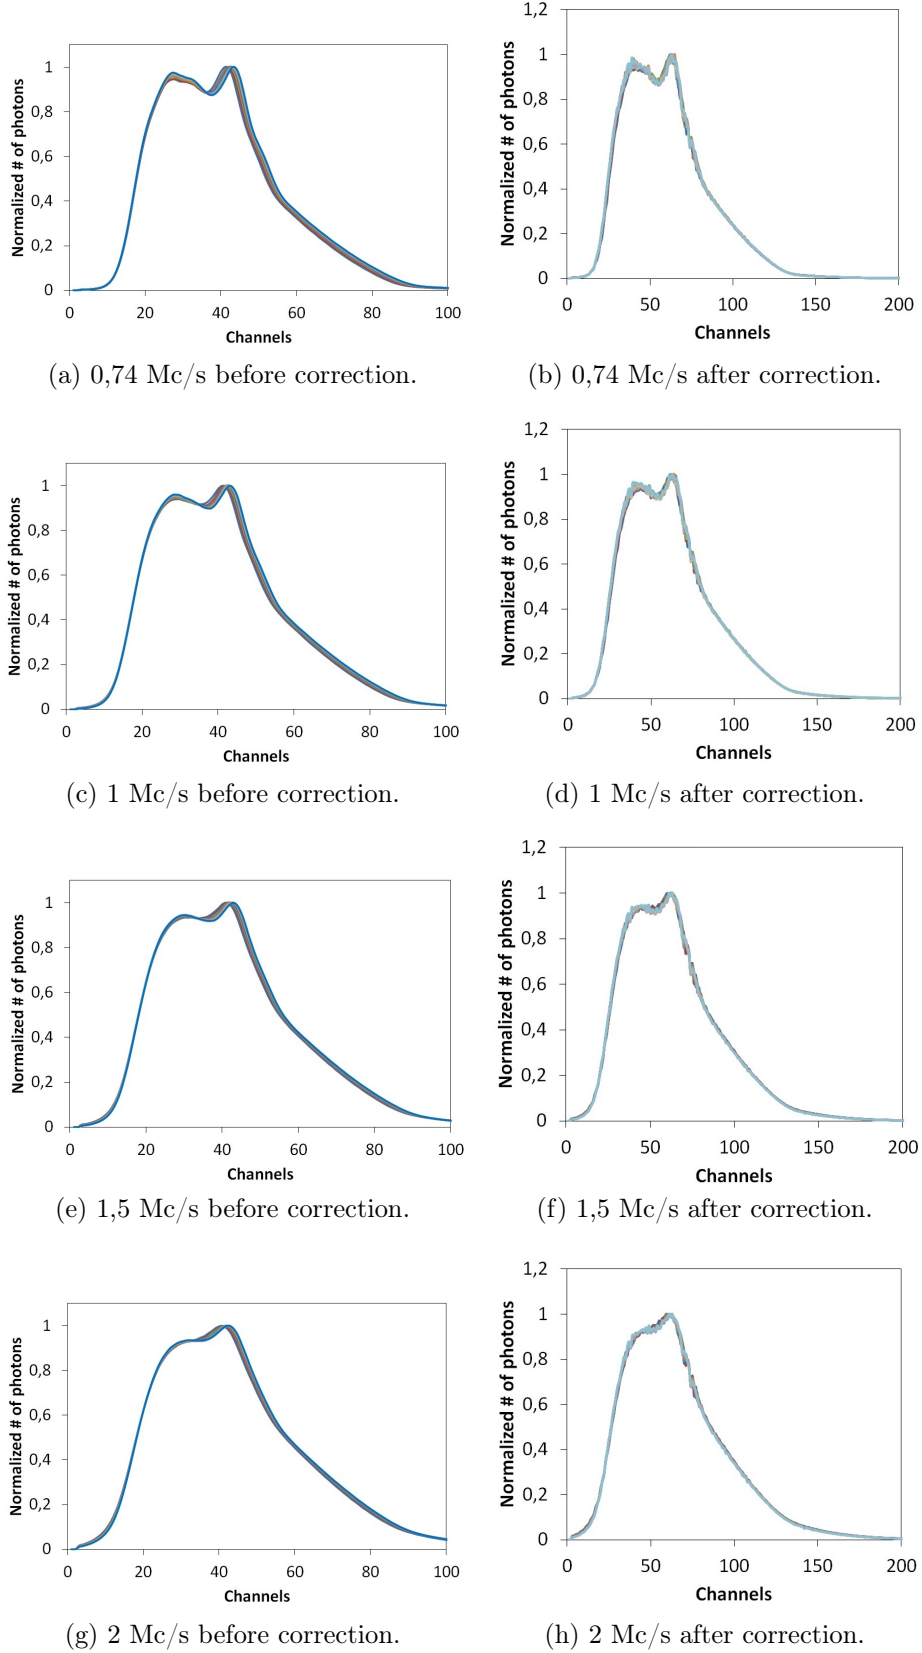 Normalized # of photons
1
0,8
0,6
0,4
0,2
0
0 20 40 60 80 100
Channels
(a) 0,74 Mc/s before correction.
Normalized # of photons
1,2
1
0,8
0,6
0,4
0,2
0
0 50 100 150 200
Channels
(b) 0,74 Mc/s after correction.
Normalized # of photons
1
0,8
0,6
0,4
0,2
0
0 20 40 60 80 100
Channels
(c) 1 Mc/s before correction.
Normalized # of photons
1,2
1
0,8
0,6
0,4
0,2
0
0 50 100 150 200
Channels
(d) 1 Mc/s after correction.
Normalized # of photons
1
0,8
0,6
0,4
0,2
0
0 20 40 60 80 100
Channels
(e) 1,5 Mc/s before correction.
Normalized # of photons
1,2
1
0,8
0,6
0,4
0,2
0
0 50 100 150 200
Channels
(f) 1,5 Mc/s after correction.
Normalized # of photons
1
0,8
0,6
0,4
0,2
0
0 20 40 60 80 100
Channels
(g) 2 Mc/s before correction.
Normalized # of photons
1,2
1
0,8
0,6
0,4
0,2
0
0 50 100 150 200
Channels
(h) 2 Mc/s after correction.